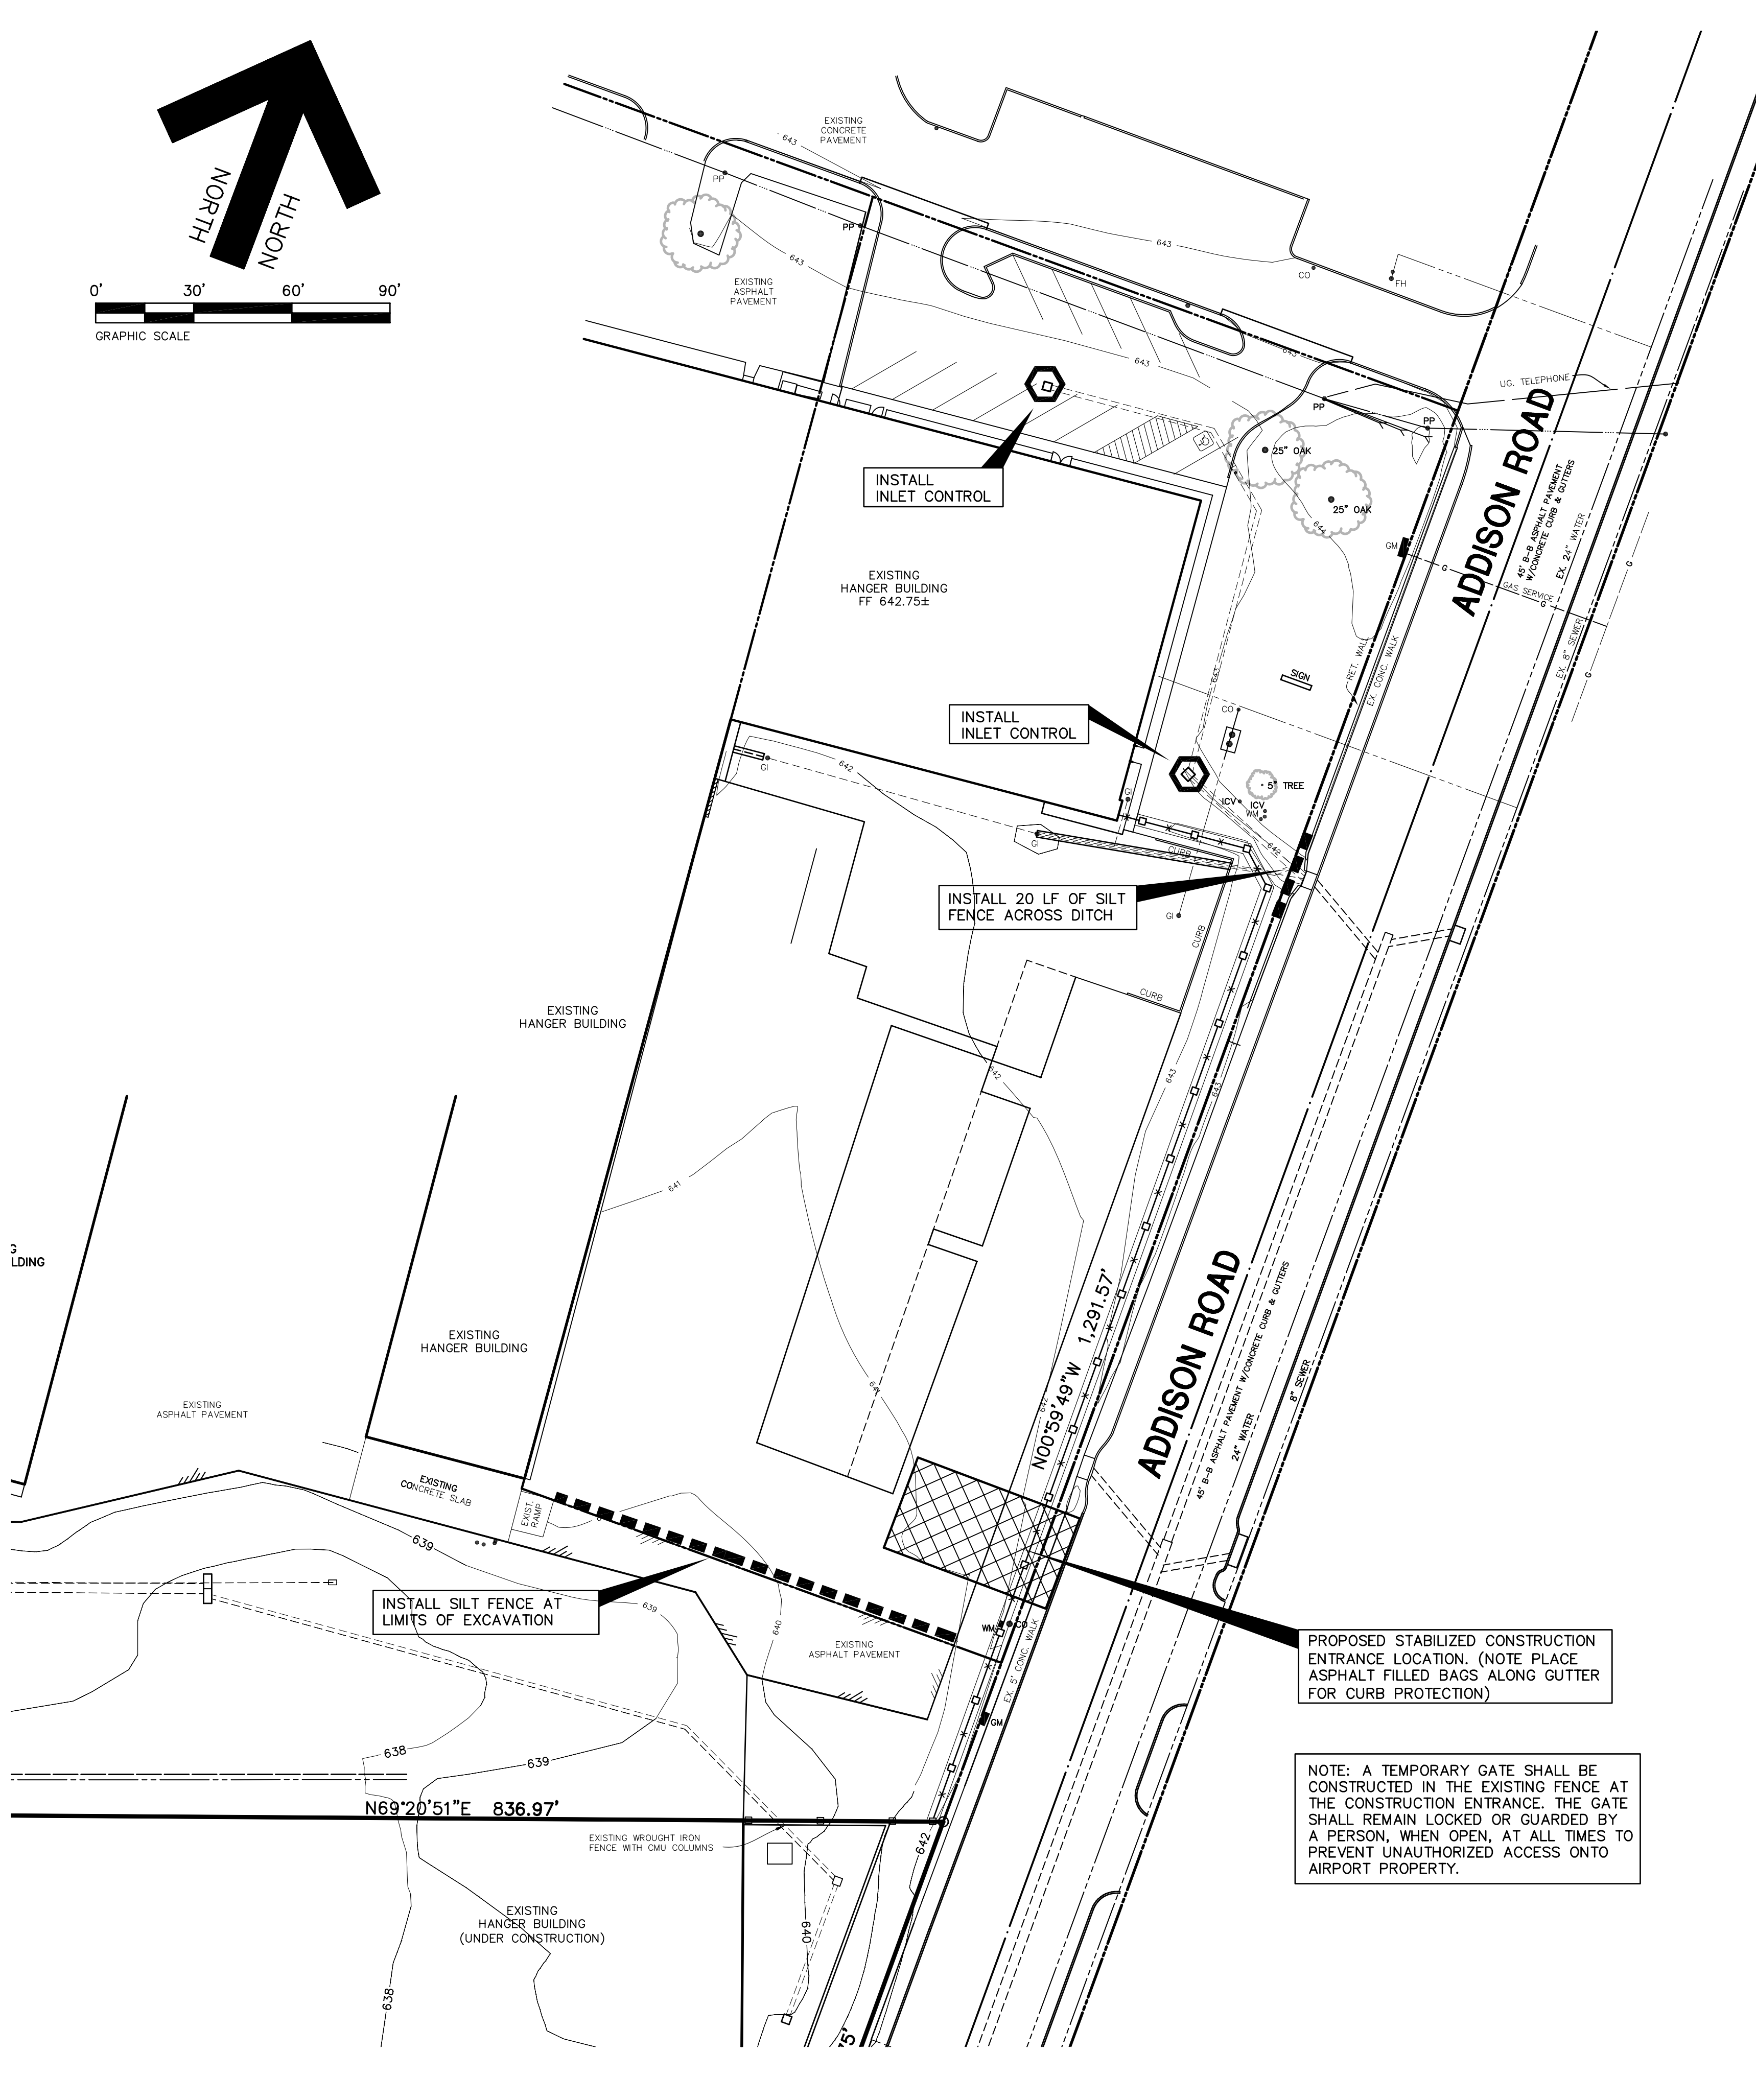 NORTH
NORTH
0' 30' 60' 90'
GRAPHIC SCALE
643
EXISTING
CONCRETE
PAVEMENT
PP
PP
643
EXISTING
ASPHALT
PAVEMENT
643
CO
FH
643
643
UG. TELEPHONE
PP
PP
25" OAK
25" OAK
644
INSTALL
INLET CONTROL
ADDISON ROAD
45' B-B ASPHALT PAVEMENT
W/CONCRETE CURB & GUTTERS
EX. 24" WATER
GM
G
GAS SERVICE
G
G
EX. 8" SEWER
G
EXISTING
HANGER BUILDING
FF 642.75±
RET. WALL
EX. CONC. WALK
643
SIGN
CO
INSTALL
INLET CONTROL
GI
642
GI
5" TREE
ICV
ICV
WM
GI
CURB
642
INSTALL 20 LF OF SILT
FENCE ACROSS DITCH
GI
CURB
CURB
EXISTING
HANGER BUILDING
642
643
643
641
G
LDING
EXISTING
HANGER BUILDING
N00°59'49"W 1,291.57'
ADDISON ROAD
45' B-B ASPHALT PAVEMENT W/CONCRETE CURB & GUTTERS
24" WATER
8" SEWER
641
642
EXISTING
ASPHALT PAVEMENT
EXISTING
CONCRETE SLAB
EXIST.
RAMP
639
INSTALL SILT FENCE AT
LIMITS OF EXCAVATION
639
640
EXISTING
ASPHALT PAVEMENT
WM
CO
EX. 5' CONC. WALK
GM
PROPOSED STABILIZED CONSTRUCTION
ENTRANCE LOCATION. (NOTE PLACE
ASPHALT FILLED BAGS ALONG GUTTER
FOR CURB PROTECTION)
638
639
NOTE: A TEMPORARY GATE SHALL BE
CONSTRUCTED IN THE EXISTING FENCE AT
THE CONSTRUCTION ENTRANCE. THE GATE
SHALL REMAIN LOCKED OR GUARDED BY
A PERSON, WHEN OPEN, AT ALL TIMES TO
PREVENT UNAUTHORIZED ACCESS ONTO
AIRPORT PROPERTY.
N69°20'51"E 836.97'
EXISTING WROUGHT IRON
FENCE WITH CMU COLUMNS
642
EXISTING
HANGER BUILDING
(UNDER CONSTRUCTION)
640
638
75'